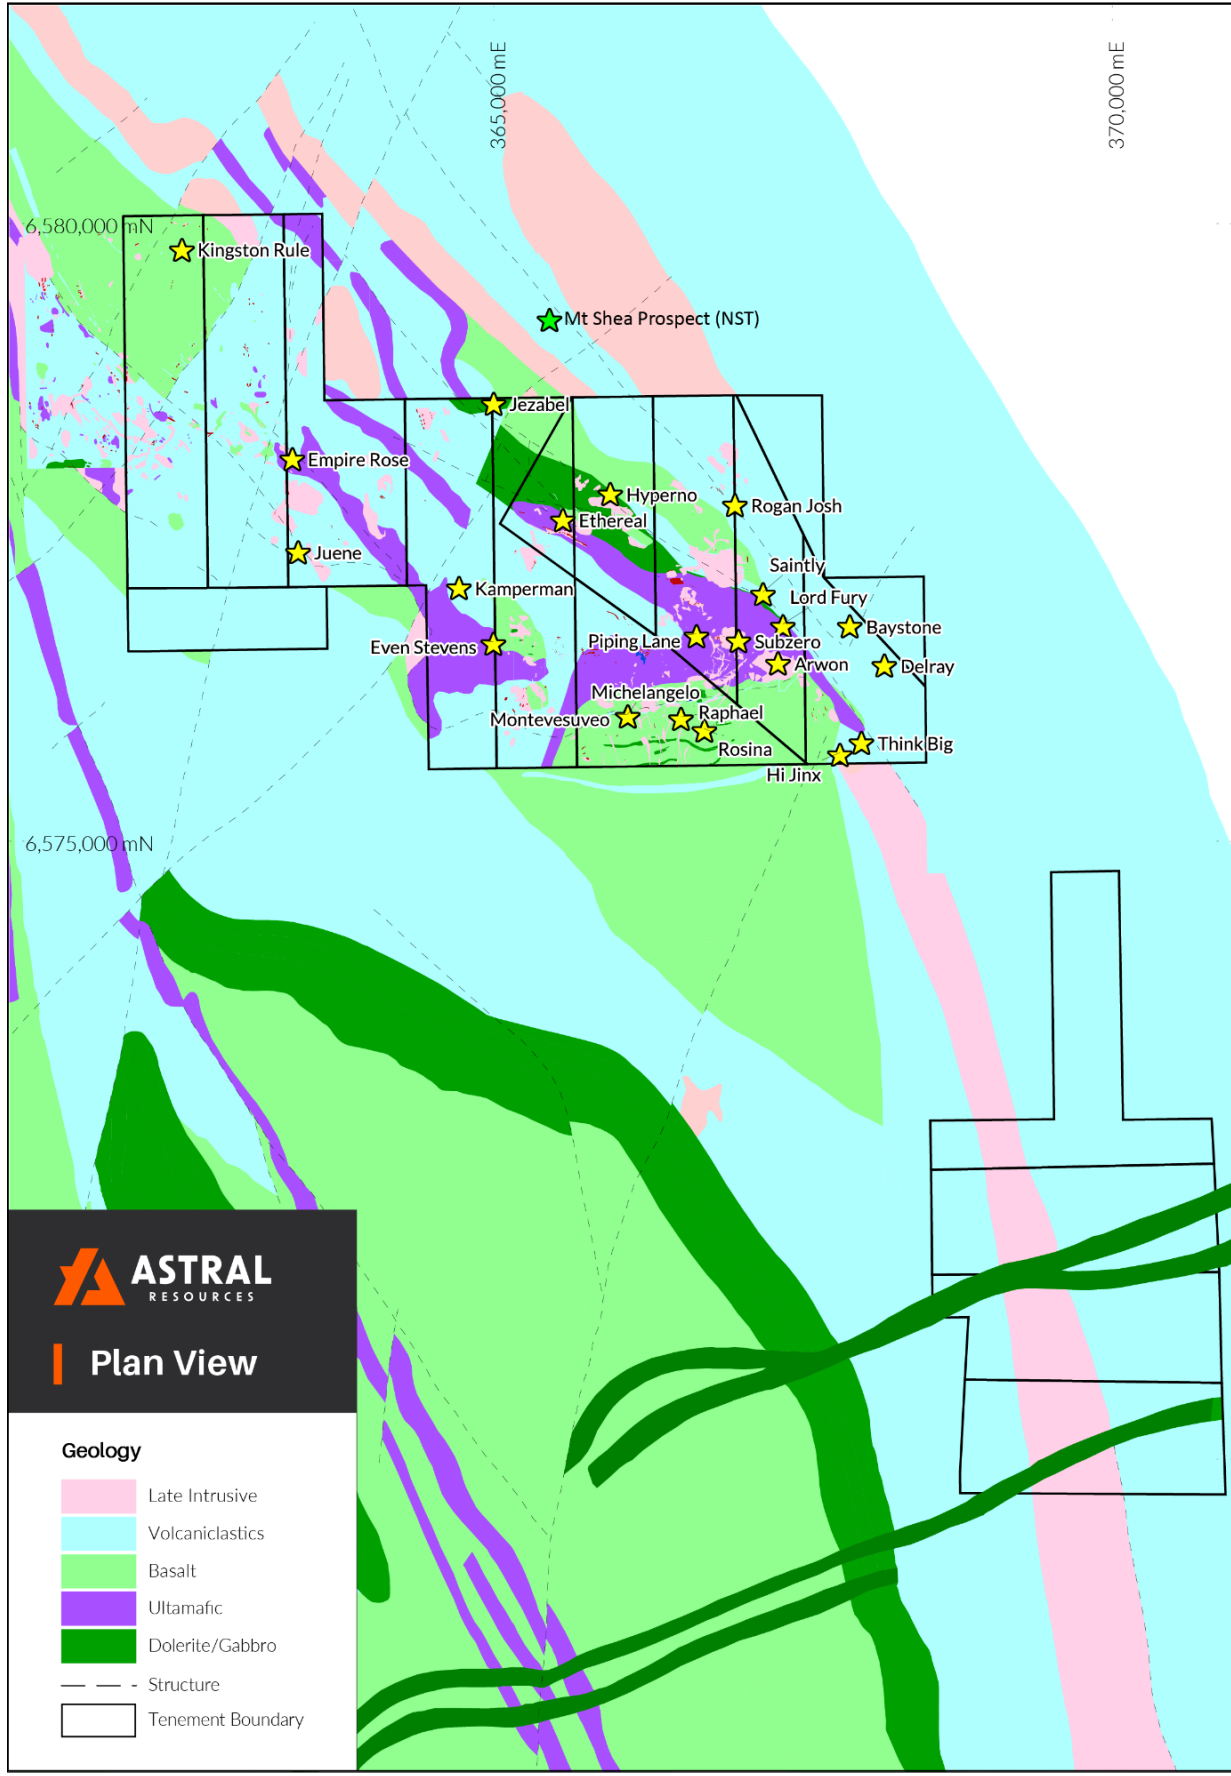 365,000 mE
370,000 mE
6,580,000 mN
Kingston Rule
Mt Shea Prospect (NST)
Jezabel
Empire Rose
Hyperno
Rogan Josh
Ethereal
Juene
Saintly
Kamperman
Lord Fury
Baystone
Even Stevens
Piping Lane
Subzero
Arwon
Delray
Michelangelo
Montevesuveo
Raphael
Rosina
Think Big
Hi Jinx
6,575,000 mN
ASTRAL
RESOURCES
Plan View
Geology
Late Intrusive
Volcaniclastics
Basalt
Ultamafic
Dolerite/Gabbro
Structure
Tenement Boundary